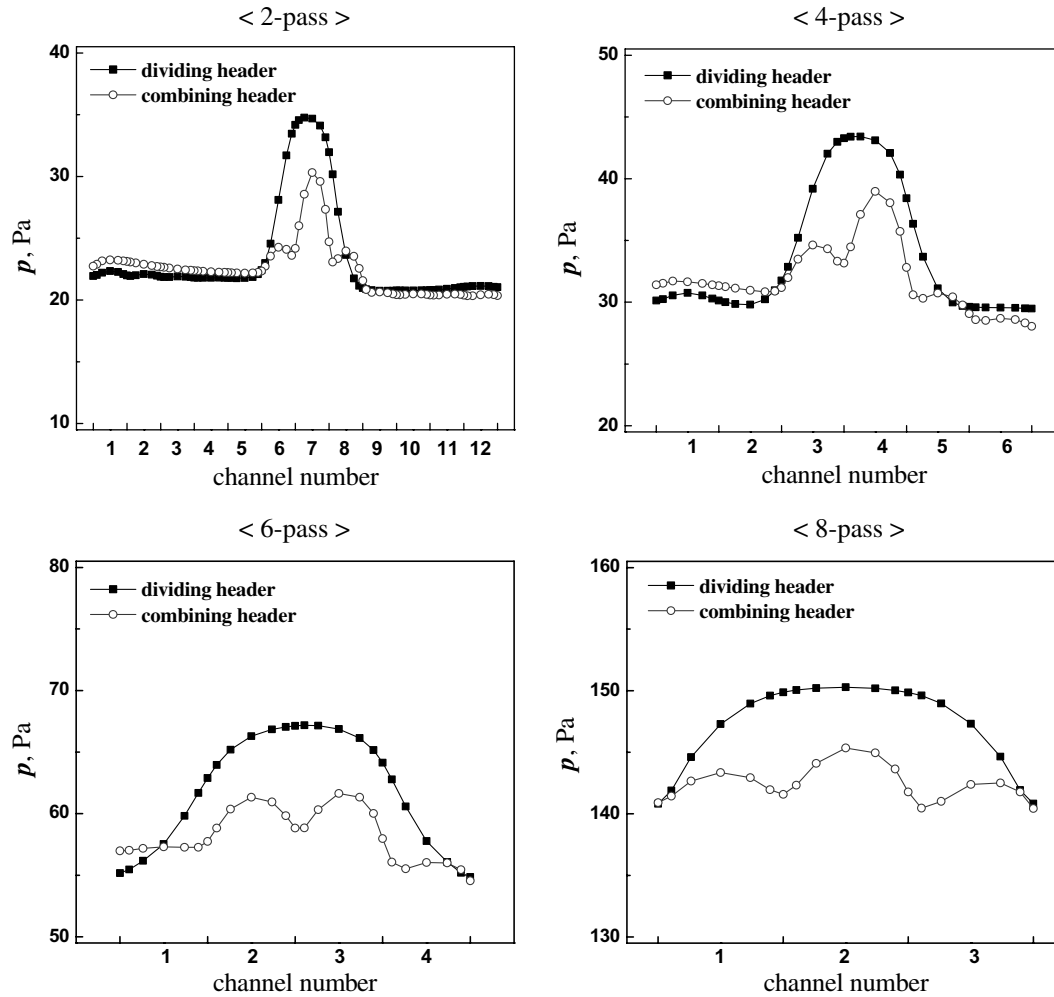 < 2-pass >
40
30
20
10
p, Pa
dividing header
combining header
1 2 3 4 5 6 7 8 9 10 11 12
channel number
< 4-pass >
50
40
30
20
p, Pa
dividing header
combining header
1 2 3 4 5 6
channel number
< 6-pass >
80
70
60
50
p, Pa
dividing header
combining header
1 2 3 4
channel number
< 8-pass >
160
150
140
130
p, Pa
dividing header
combining header
1 2 3
channel number